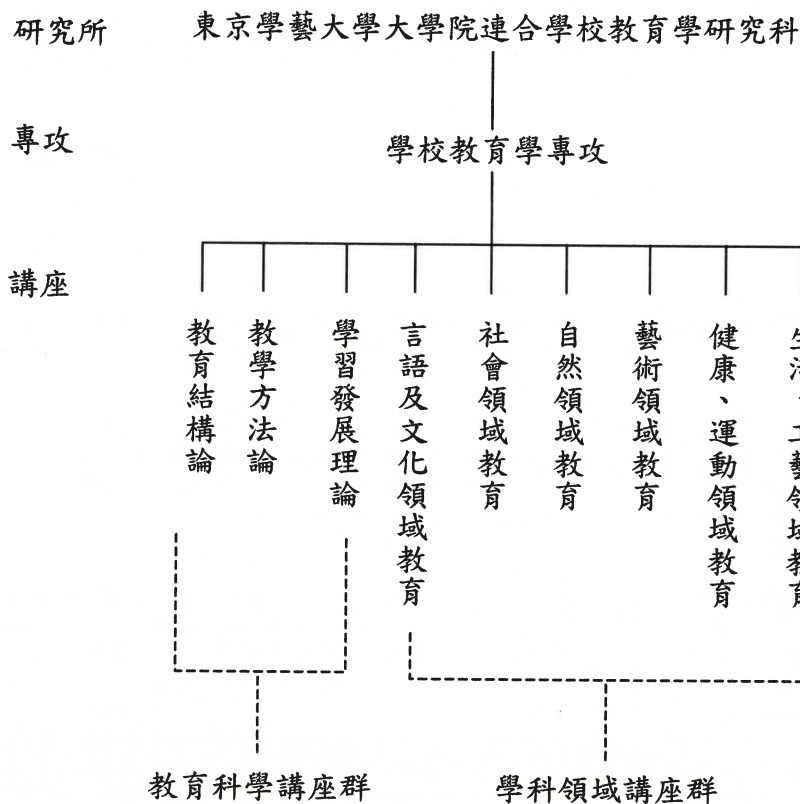 研究所
東京學藝大學大學院連合學校教育學研究科
專攻
學校教育學專攻
講座
教育結構論
教學方法論
學習發展理論
言語及文化領域教育
社會領域教育
自然領域教育
藝術領域教育
健康、運動領域教育
教育科學講座群
學科領域講座群